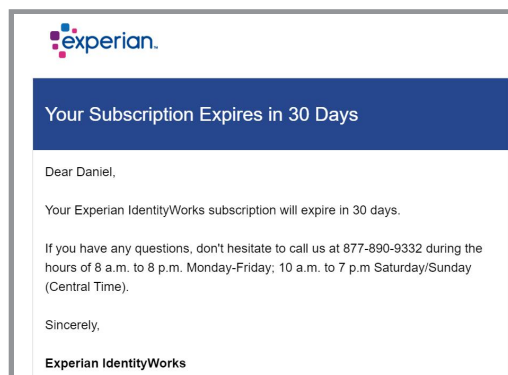 experian.
Your Subscription Expires in 30 Days
Dear Daniel,
Your Experian IdentityWorks subscription will expire in 30 days.
If you have any questions, don't hesitate to call us at 877-890-9332 during the
hours of 8 a.m. to 8 p.m. Monday-Friday; 10 a.m. to 7 p.m Saturday/Sunday
(Central Time).
Sincerely,
Experian IdentityWorks